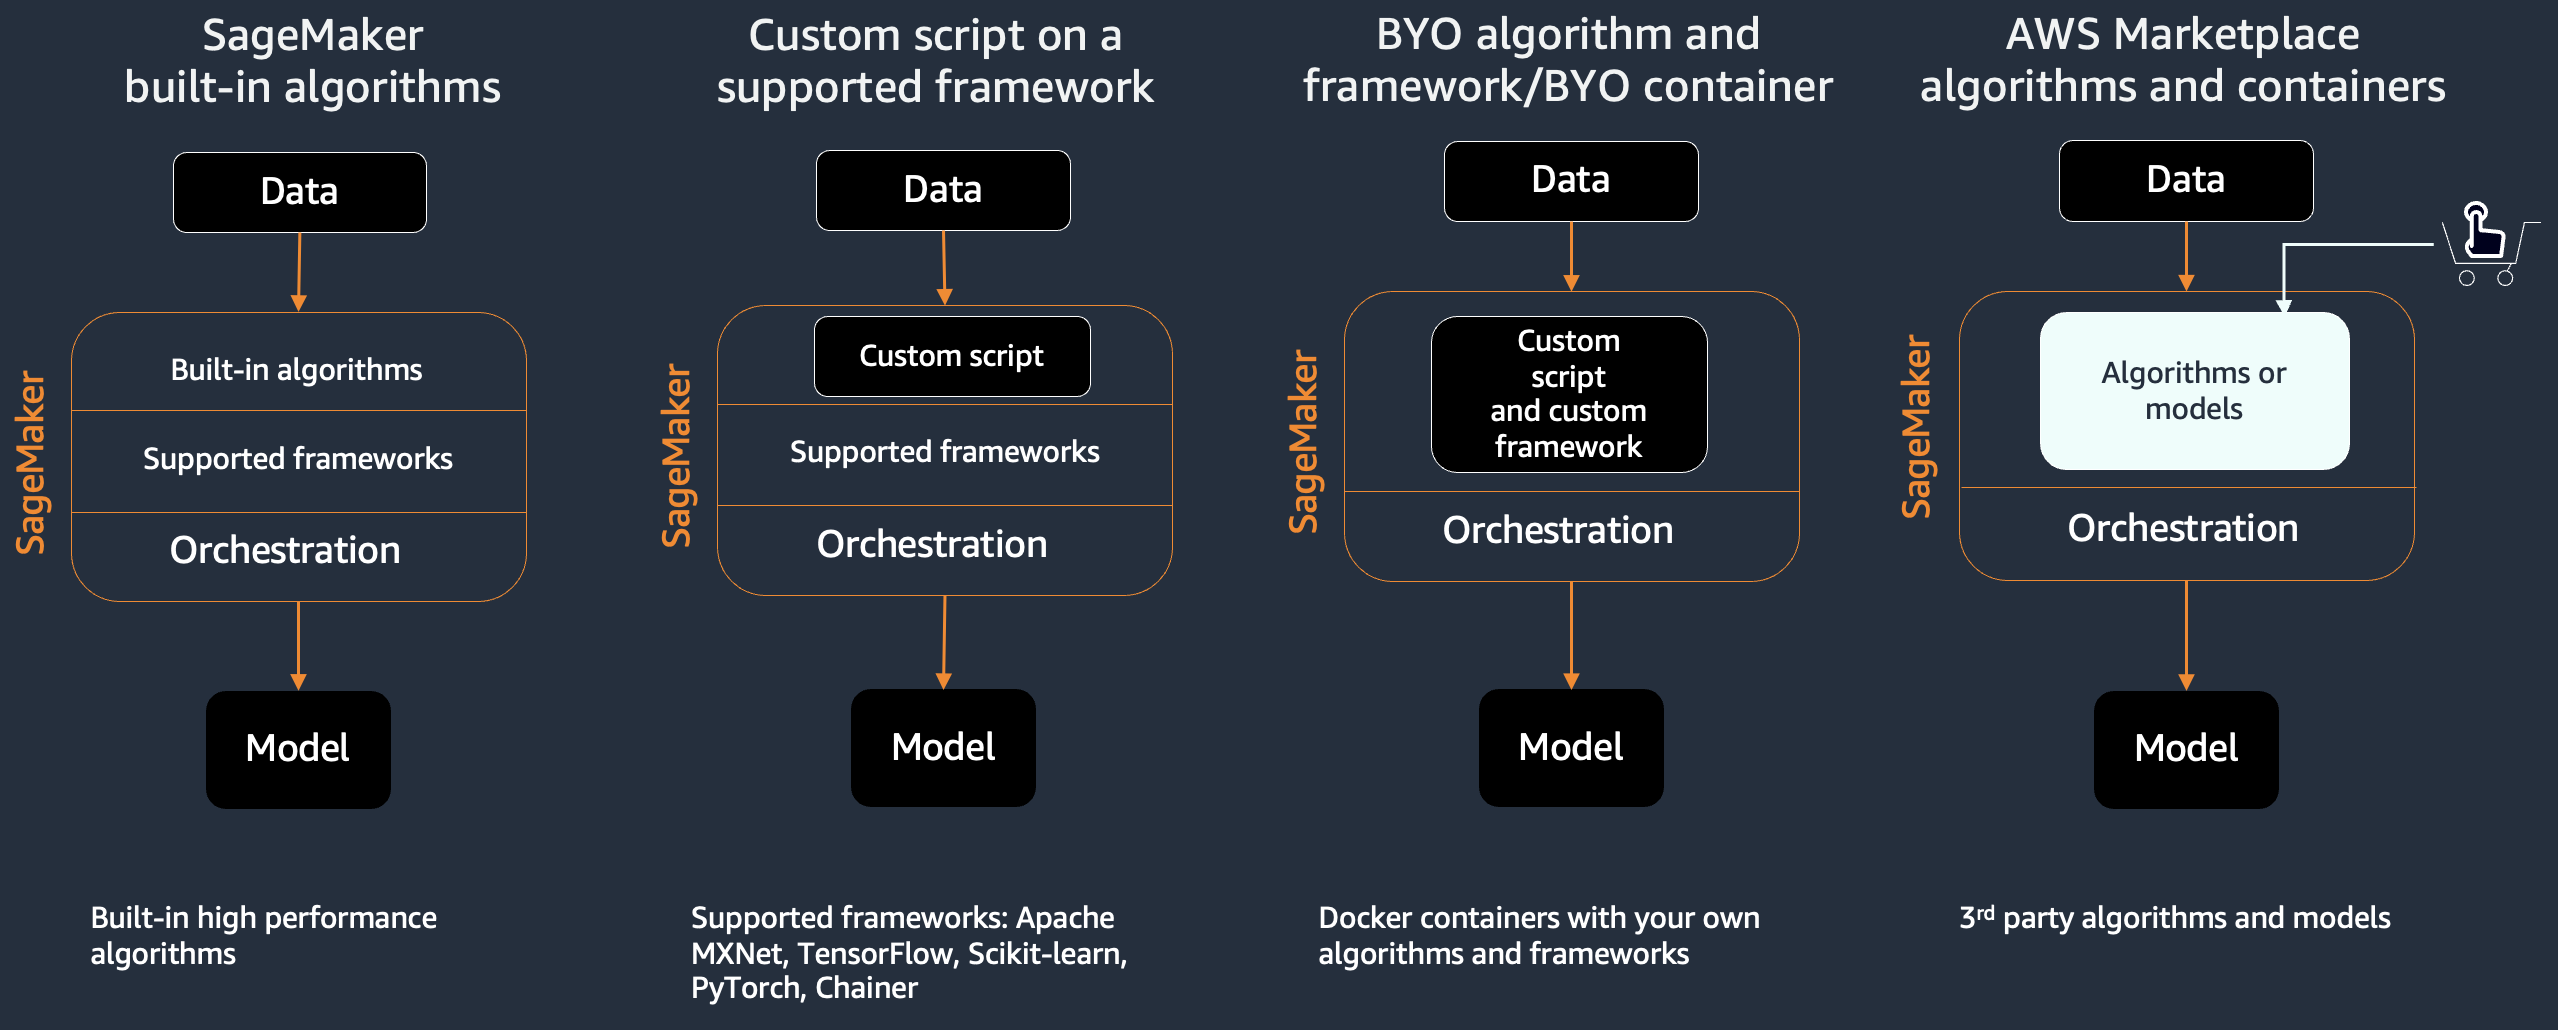 SageMaker
built-in algorithms
Data
SageMaker
Built-in algorithms
Supported frameworks
Orchestration
Model
Built-in high performance
algorithms
Custom script on a
supported framework
Data
SageMaker
Custom script
Supported frameworks
Orchestration
Model
Supported frameworks: Apache
MXNet, TensorFlow, Scikit-learn,
PyTorch, Chainer
BYO algorithm and
framework/BYO container
Data
SageMaker
Custom
script
and custom
framework
Orchestration
Model
Docker containers with your own
algorithms and frameworks
AWS Marketplace
algorithms and containers
Data
SageMaker
Algorithms or
models
Orchestration
Model
3rd party algorithms and models